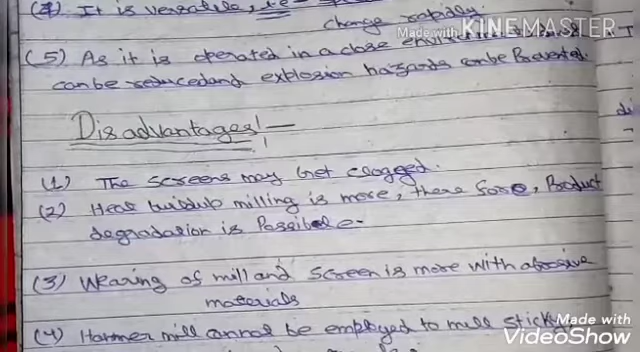 (4) It is versatile,
change rapidly.
Made with KINEMASTER
(5) As it is operated in a close
can be reduced and explosion hazards can be Prevented.
Disadvantages! —
(1) The screens may get clogged.
(2) Heat buildup milling is more, there fore, Product
degradation is Possible.
(3) Wearing of mill and screen is more with abrasive
materials
(4) Hammer mill cannot be employed to mill sticky,
Made with
VideoShow